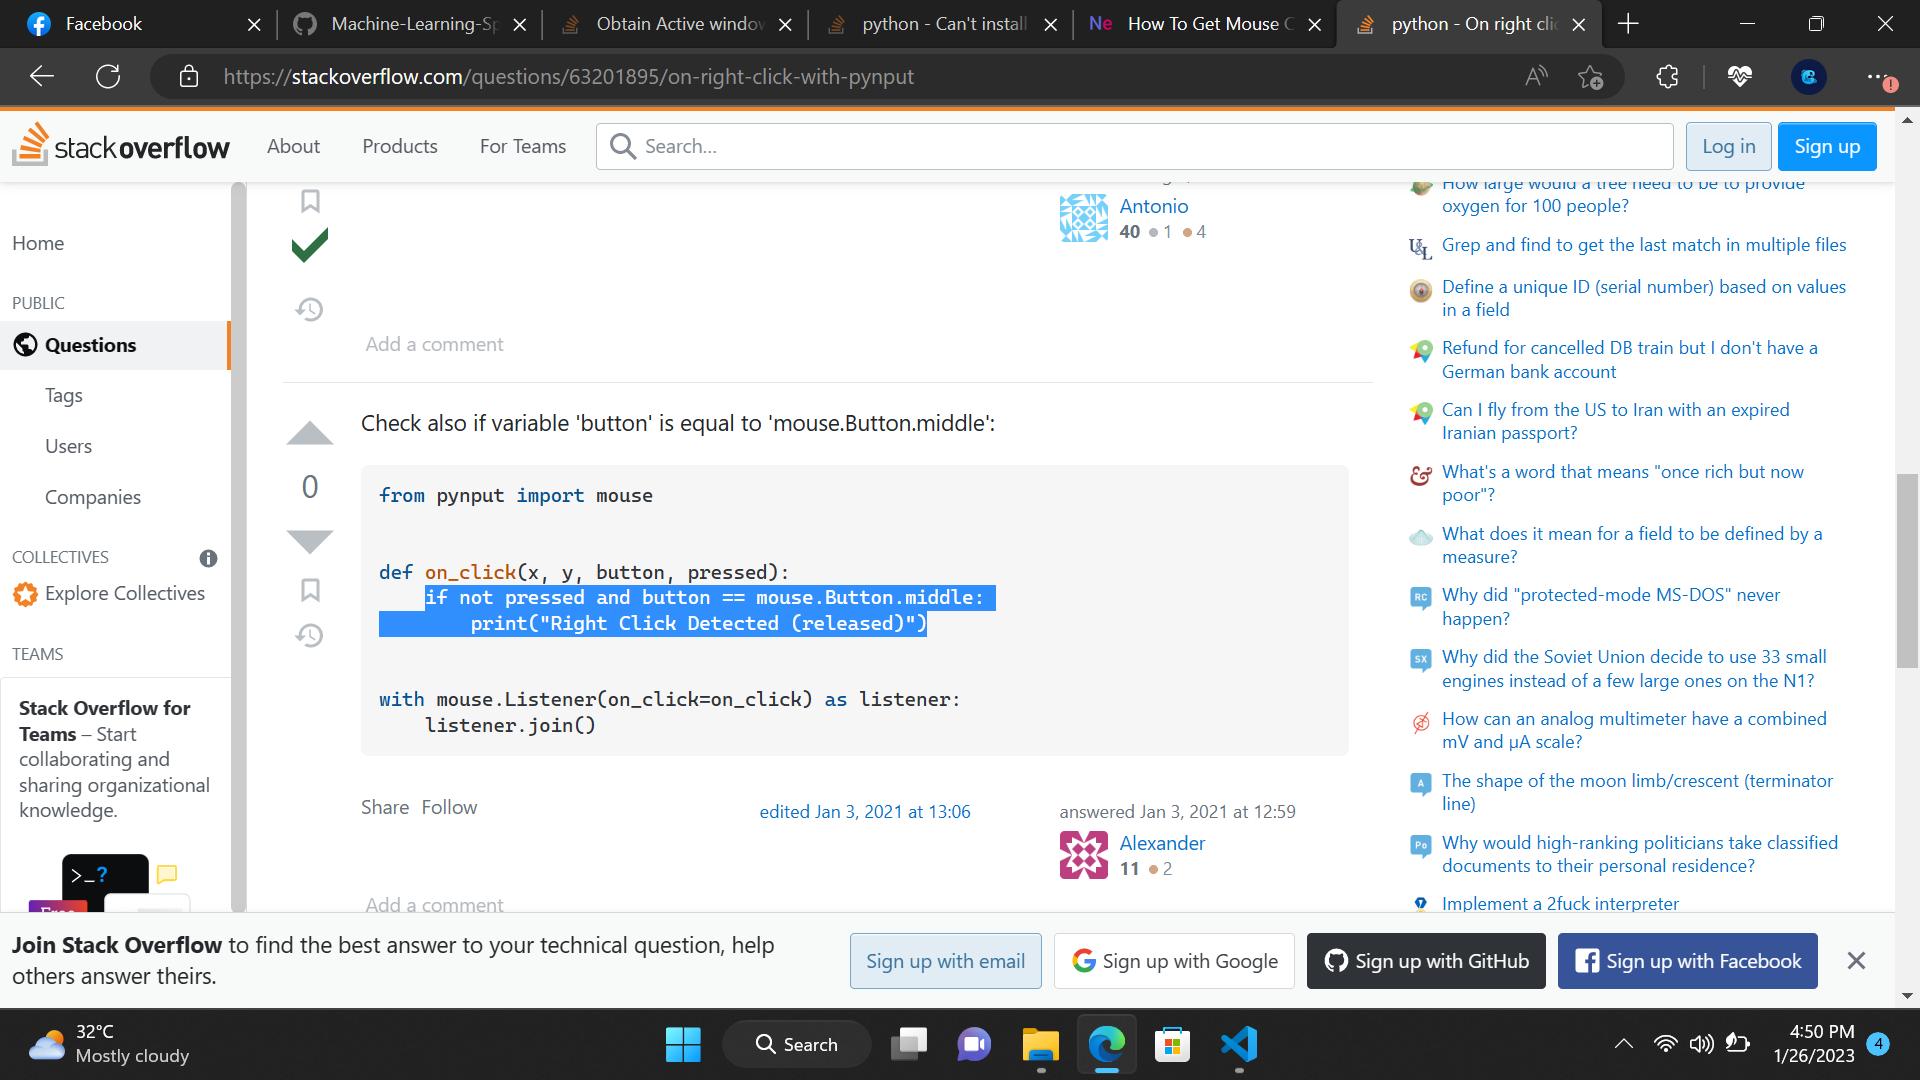 Facebook
Machine-Learning-Sp
Obtain Active window
python - Can't install
Ne
How To Get Mouse C
python - On right clic
https://stackoverflow.com/questions/63201895/on-right-click-with-pynput
stackoverflow
About
Products
For Teams
Search...
Log in
Sign up
Home
PUBLIC
Questions
Tags
Users
Companies
COLLECTIVES
Explore Collectives
TEAMS
Stack Overflow for
Teams – Start
collaborating and
sharing organizational
knowledge.
>_?
Free
Antonio
40 1 4
Add a comment
Check also if variable 'button' is equal to 'mouse.Button.middle':
0
from pynput import mouse
def on_click(x, y, button, pressed):
if not pressed and button == mouse.Button.middle:
print("Right Click Detected (released)")
with mouse.Listener(on_click=on_click) as listener:
listener.join()
Share Follow
edited Jan 3, 2021 at 13:06
answered Jan 3, 2021 at 12:59
Alexander
11 2
Add a comment
How large would a tree need to be to provide
oxygen for 100 people?
U&L
Grep and find to get the last match in multiple files
Define a unique ID (serial number) based on values
in a field
Refund for cancelled DB train but I don't have a
German bank account
Can I fly from the US to Iran with an expired
Iranian passport?
What's a word that means "once rich but now
poor"?
What does it mean for a field to be defined by a
measure?
RC
Why did "protected-mode MS-DOS" never
happen?
SX
Why did the Soviet Union decide to use 33 small
engines instead of a few large ones on the N1?
How can an analog multimeter have a combined
mV and µA scale?
A
The shape of the moon limb/crescent (terminator
line)
Po
Why would high-ranking politicians take classified
documents to their personal residence?
Implement a 2fuck interpreter
Join Stack Overflow to find the best answer to your technical question, help
others answer theirs.
Sign up with email
Sign up with Google
Sign up with GitHub
Sign up with Facebook
32°C
Mostly cloudy
Search
4:50 PM
1/26/2023
4